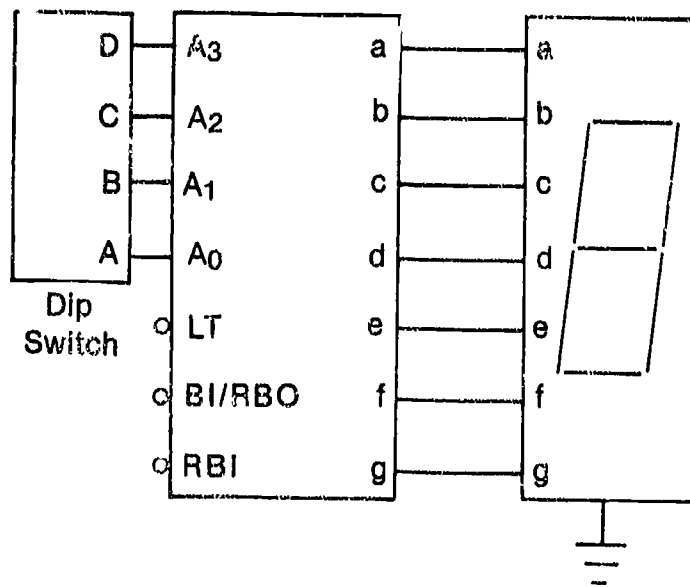 D A3 a a
C A2 b b
B A1 c c
A A0 d d
Dip
Switch
LT e e
BI/RBO f f
RBI g g